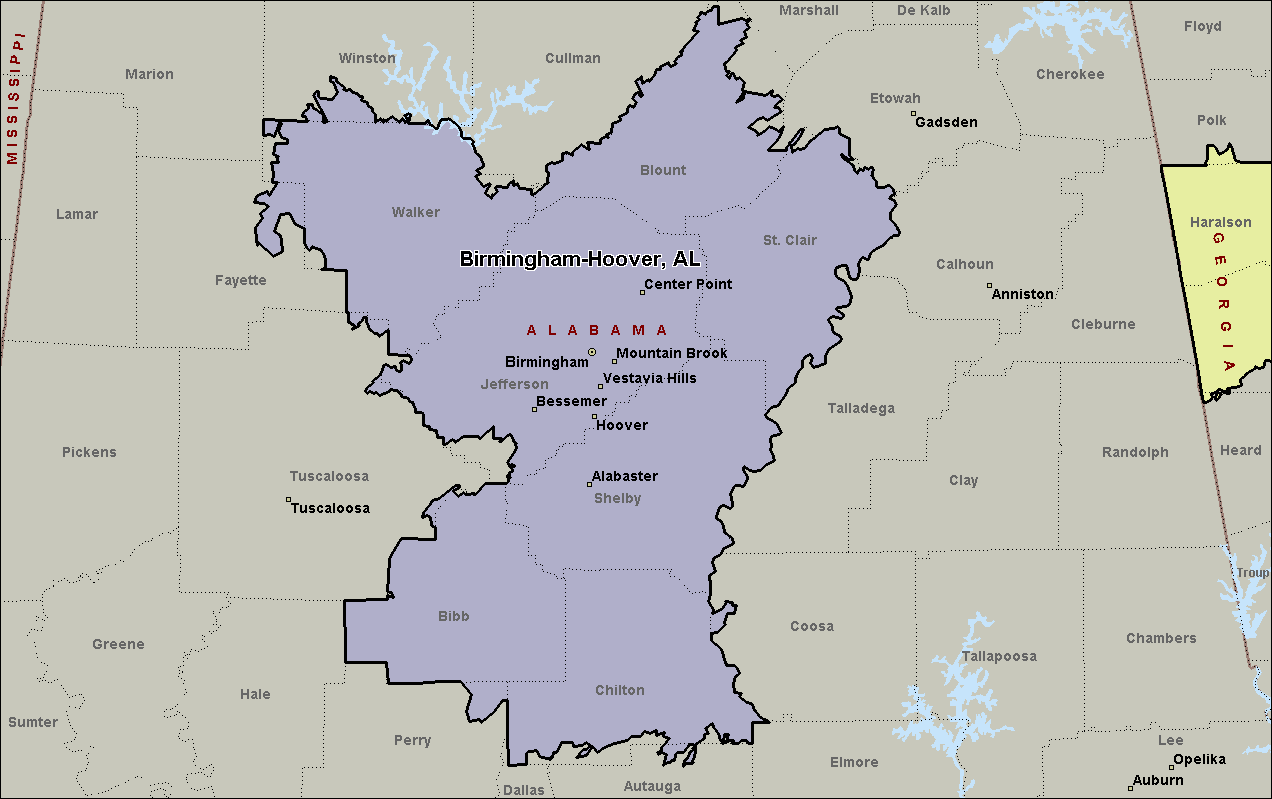 Marshall
De Kalb
Floyd
MISSISSIPPI
Marion
Winston
Cullman
Cherokee
Etowah
Gadsden
Polk
Blount
Lamar
Walker
St. Clair
Haralson
Birmingham-Hoover, AL
Calhoun
Fayette
Center Point
Anniston
GEORGIA
ALABAMA
Cleburne
Mountain Brook
Birmingham
Vestavia Hills
Jefferson
Bessemer
Talladega
Hoover
Pickens
Randolph
Heard
Tuscaloosa
Alabaster
Clay
Shelby
Tuscaloosa
Troup
Bibb
Coosa
Greene
Chambers
Tallapoosa
Hale
Chilton
Sumter
Perry
Lee
Opelika
Elmore
Auburn
Dallas
Autauga